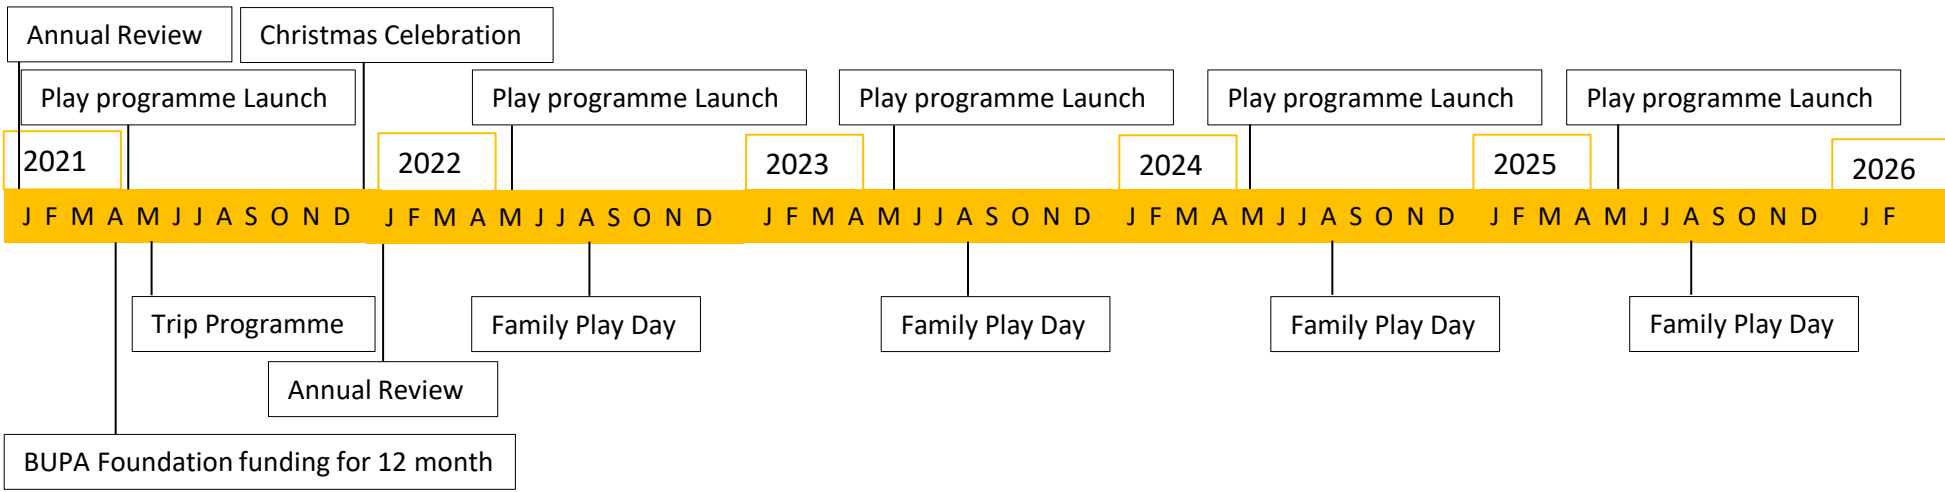 Annual Review
Christmas Celebration
Play programme Launch
Play programme Launch
Play programme Launch
Play programme Launch
Play programme Launch
2021
2022
2023
2024
2025
2026
J F M A M J J A S O N D
J F M A M J J A S O N D
J F M A M J J A S O N D
J F M A M J J A S O N D
J F M A M J J A S O N D
J F
Trip Programme
Family Play Day
Family Play Day
Family Play Day
Family Play Day
Annual Review
BUPA Foundation funding for 12 month